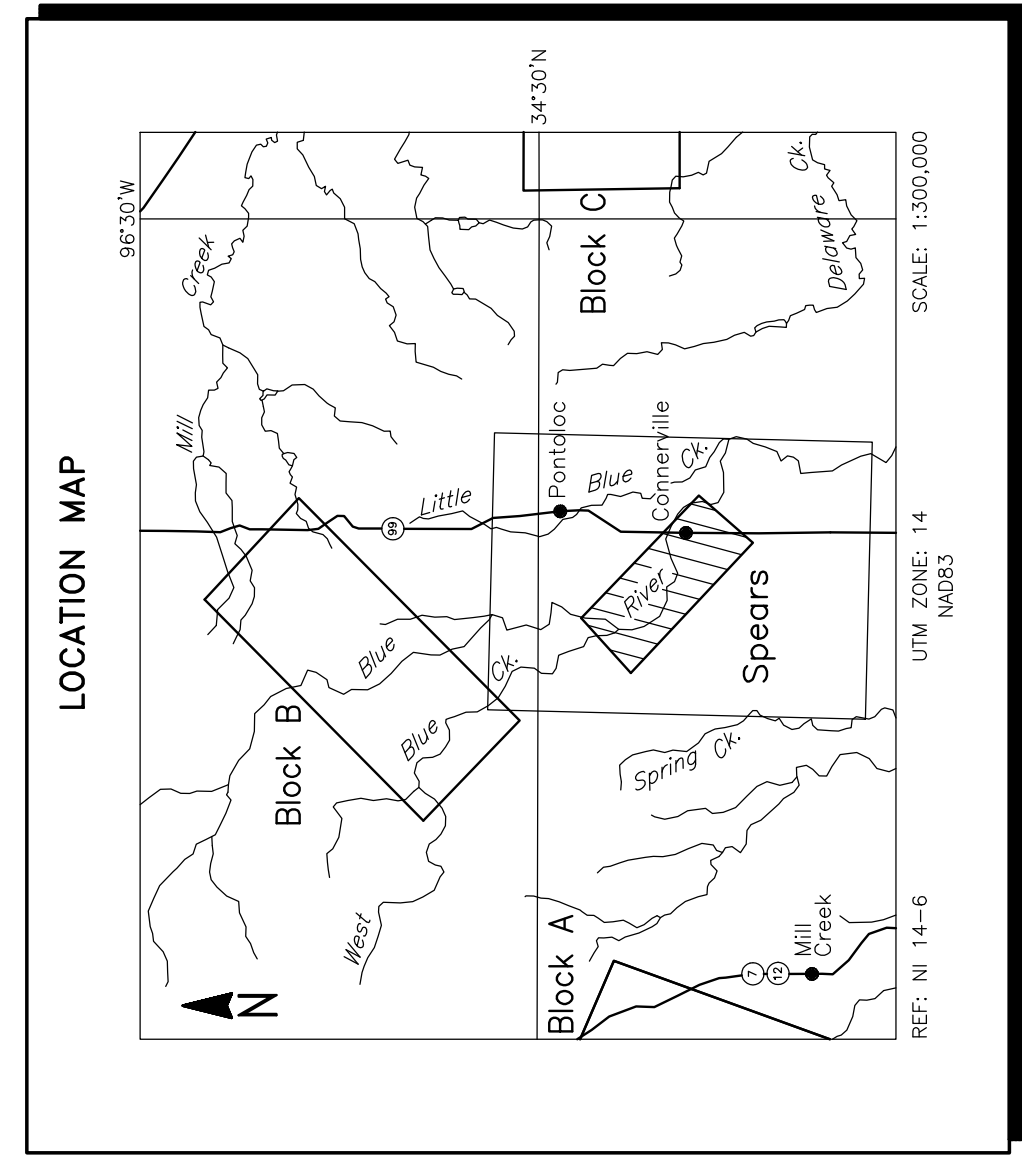 LOCATION MAP
96°30'W
34°30'N
Mill
Creek
Block B
99
Little
Blue
Ck.
Blue
Blue
Ck.
West
Pontoloc
Connerville
River
Spears
Block C
Delaware
Ck.
Spring
Ck.
Block A
7
12
Mill
Creek
N
REF: NI 14-6
UTM ZONE: 14
NAD83
SCALE: 1:300,000